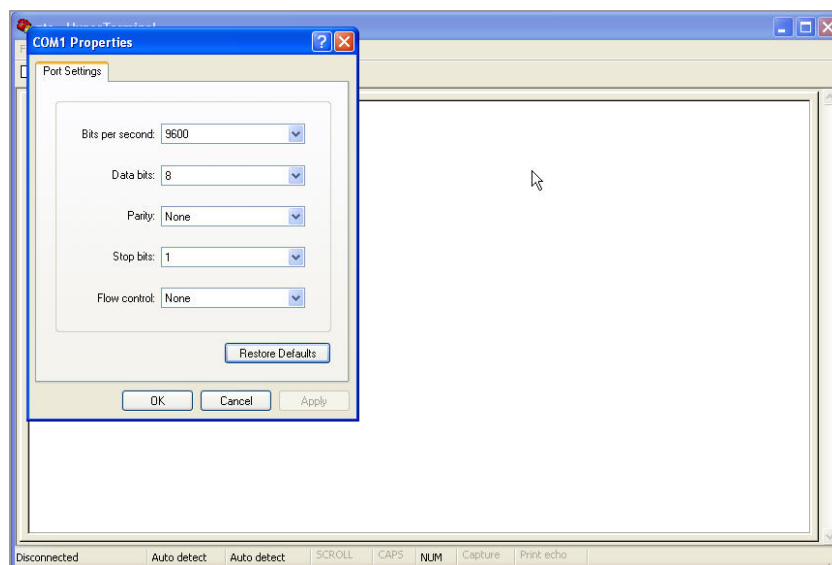 HyperTerminal
COM1 Properties
Port Settings
Bits per second: 9600
Data bits: 8
Parity: None
Stop bits: 1
Flow control: None
Restore Defaults
OK Cancel Apply
Disconnected Auto detect Auto detect SCROLL CAPS NUM Capture Print echo